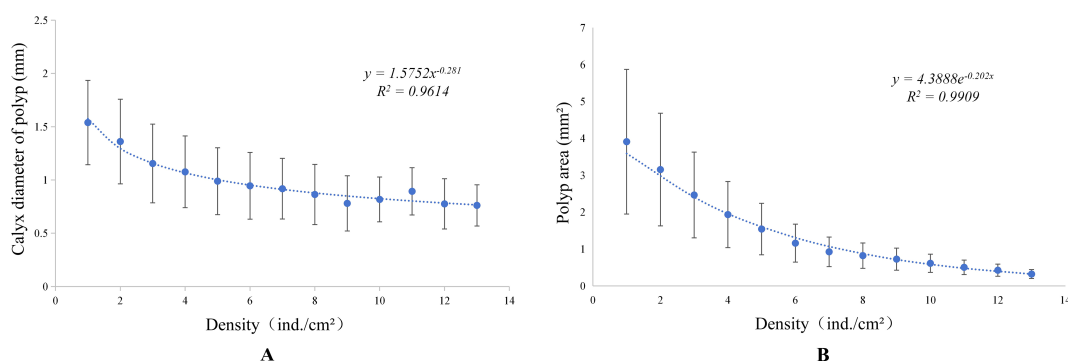 2.5
2
1.5
1
0.5
0
0 2 4 6 8 10 12 14
Calyx diameter of polyp (mm)
y = 1.5752x^-0.281
R² = 0.9614
Density（ind./cm²）
A
7
6
5
4
3
2
1
0
0 2 4 6 8 10 12 14
Polyp area (mm²)
y = 4.3888e^-0.202x
R² = 0.9909
Density（ind./cm²）
B